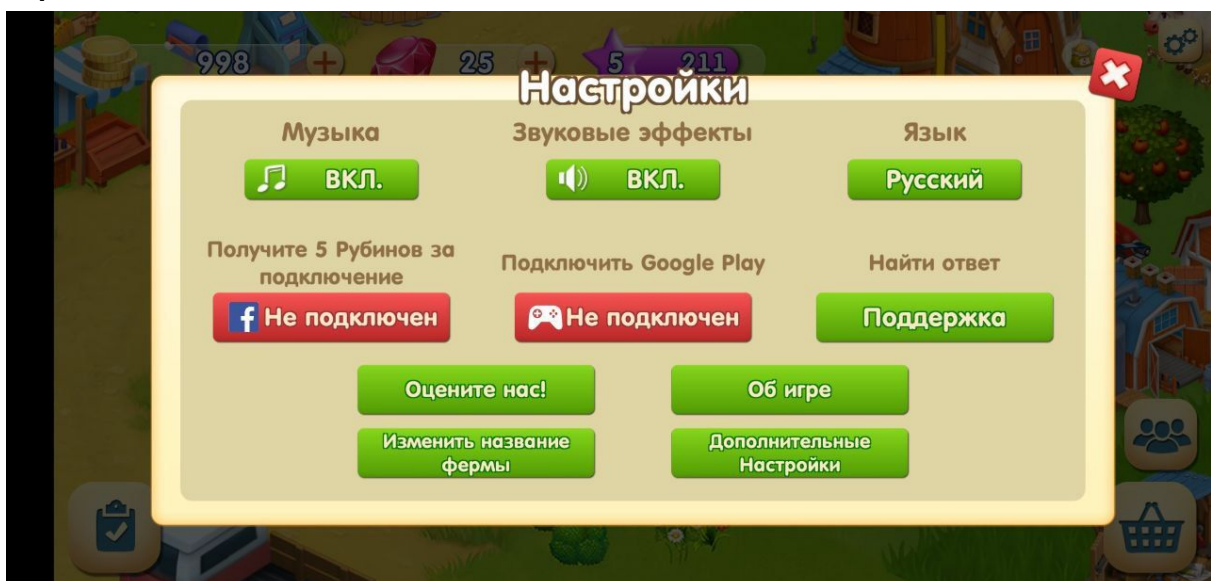 998 25 5 211
Настройки
Музыка Звуковые эффекты Язык
ВКЛ. ВКЛ. Русский
Получите 5 Рубинов за
подключение
Подключить Google Play Найти ответ
f Не подключен Не подключен Поддержка
Оцените нас! Об игре
Изменить название
фермы
Дополнительные
Настройки